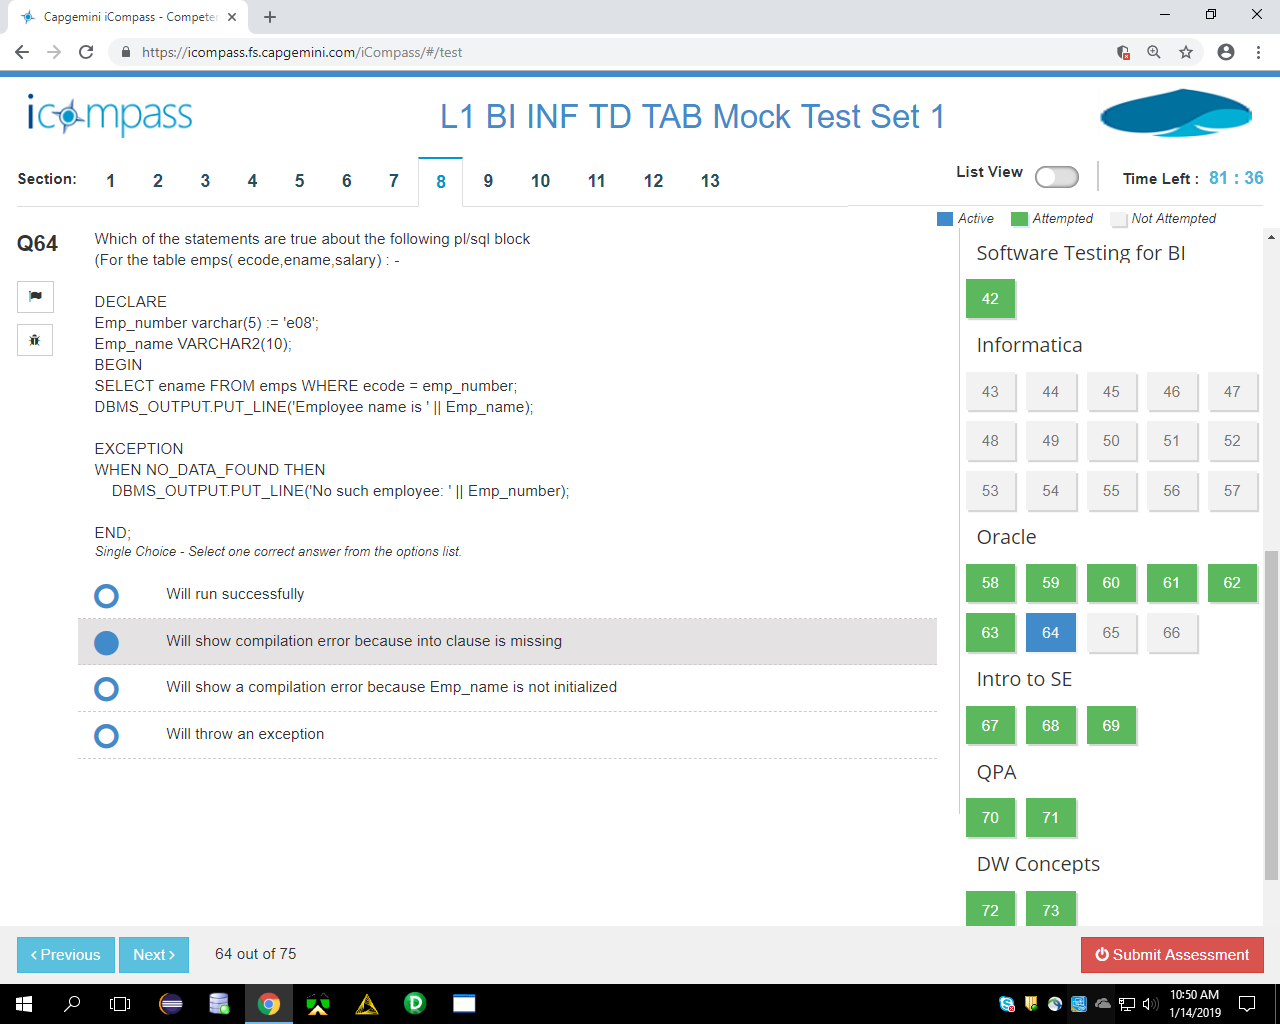 Capgemini iCompass - Competer
https://icompass.fs.capgemini.com/iCompass/#/test
icompass
L1 BI INF TD TAB Mock Test Set 1
Section: 1 2 3 4 5 6 7 8 9 10 11 12 13
List View
Time Left : 81 : 36
Active Attempted Not Attempted
Q64
Which of the statements are true about the following pl/sql block
(For the table emps( ecode,ename,salary) : -
DECLARE
Emp_number varchar(5) := 'e08';
Emp_name VARCHAR2(10);
BEGIN
SELECT ename FROM emps WHERE ecode = emp_number;
DBMS_OUTPUT.PUT_LINE('Employee name is ' || Emp_name);
EXCEPTION
WHEN NO_DATA_FOUND THEN
DBMS_OUTPUT.PUT_LINE('No such employee: ' || Emp_number);
END;
Single Choice - Select one correct answer from the options list.
Will run successfully
Will show compilation error because into clause is missing
Will show a compilation error because Emp_name is not initialized
Will throw an exception
Software Testing for BI
42
Informatica
43 44 45 46 47
48 49 50 51 52
53 54 55 56 57
Oracle
58 59 60 61 62
63 64 65 66
Intro to SE
67 68 69
QPA
70 71
DW Concepts
72 73
Previous
Next
64 out of 75
Submit Assessment
10:50 AM
1/14/2019